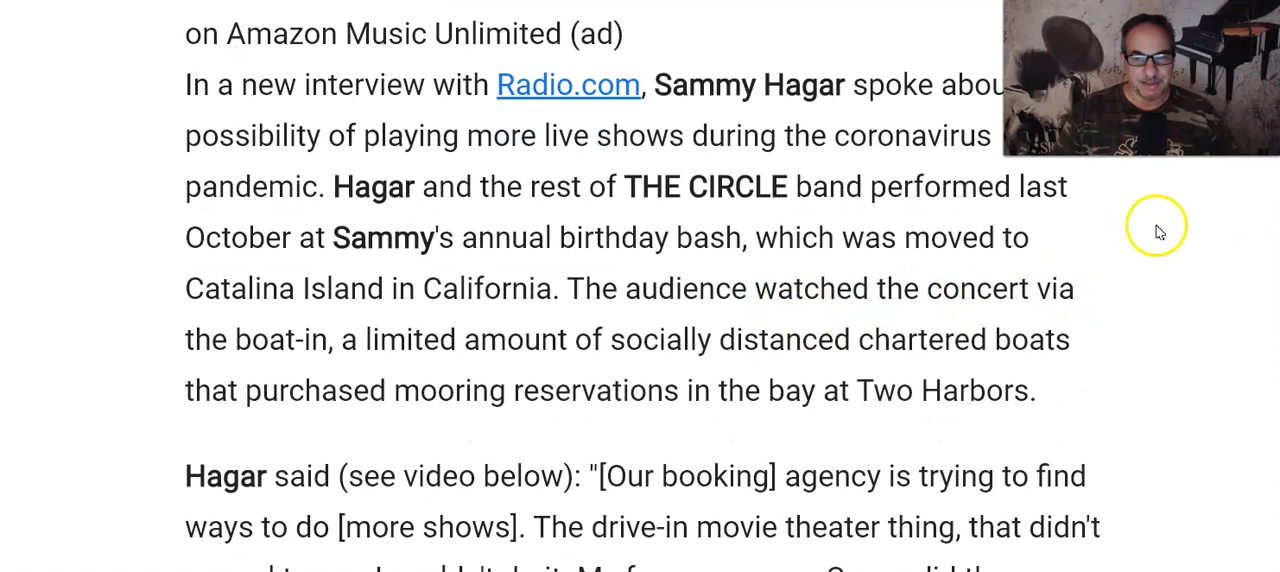 on Amazon Music Unlimited (ad)
In a new interview with Radio.com, Sammy Hagar spoke
possibility of playing more live shows during the coronavirus
pandemic. Hagar and the rest of THE CIRCLE band performed last
October at Sammy's annual birthday bash, which was moved to
Catalina Island in California. The audience watched the concert via
the boat-in, a limited amount of socially distanced chartered boats
that purchased mooring reservations in the bay at Two Harbors.
Hagar said (see video below): "[Our booking] agency is trying to find
ways to do [more shows]. The drive-in movie theater thing, that didn't